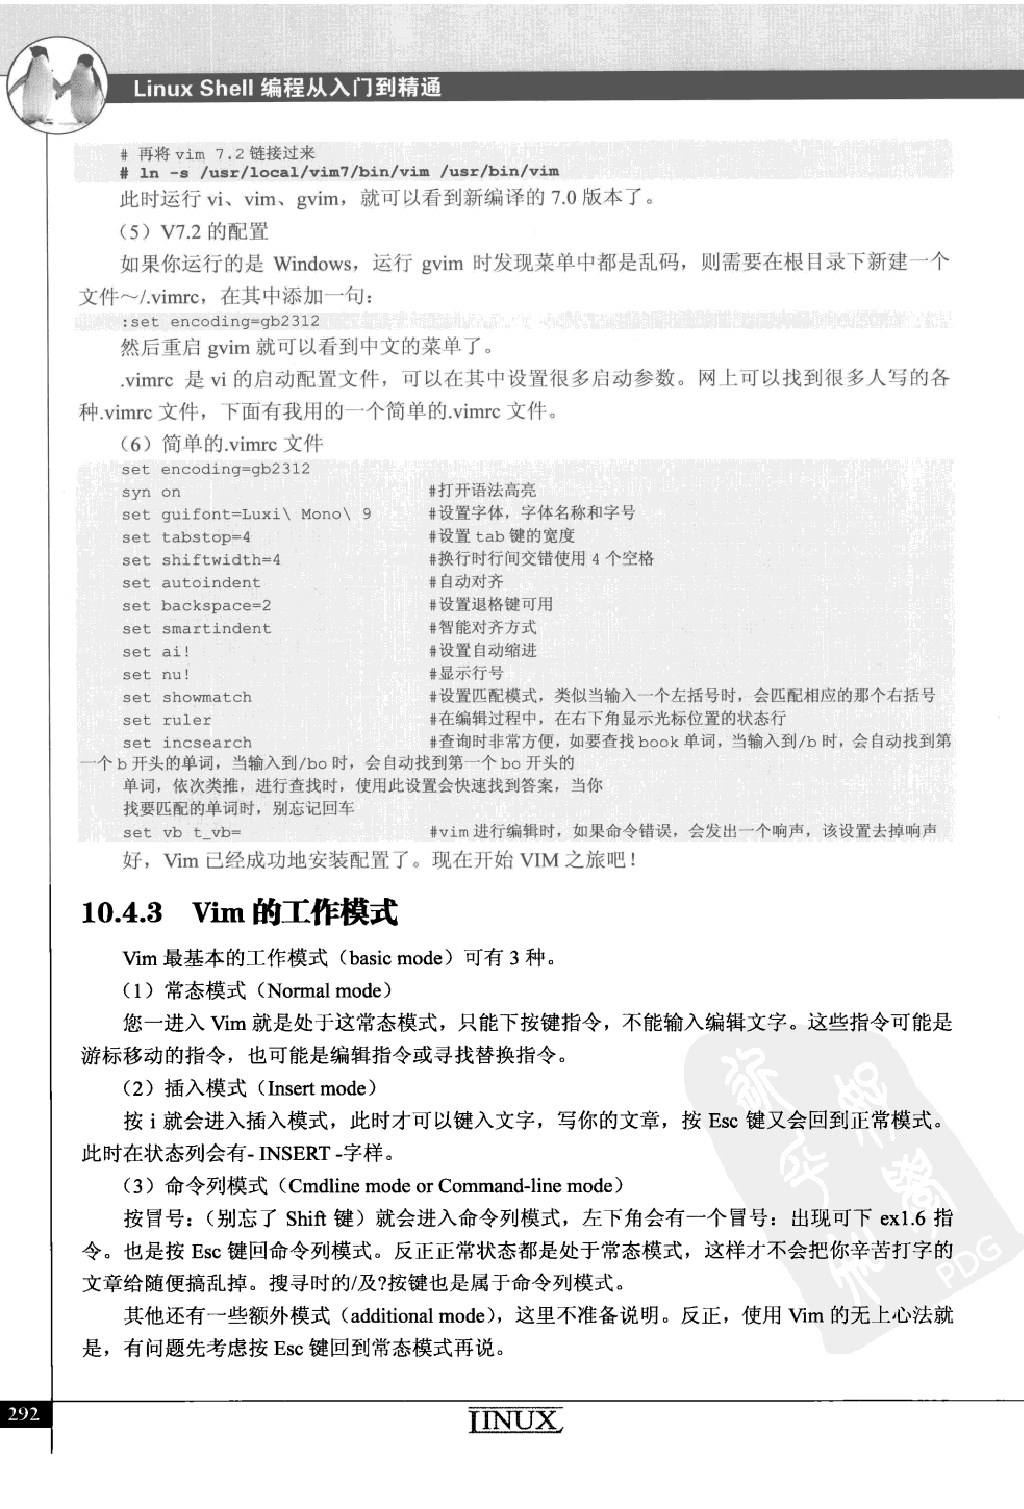 Linux Shell 编程从入门到精通
# 再将 vim 7.2 链接过来
# ln -s /usr/local/vim7/bin/vim /usr/bin/vim
此时运行 vi、vim、gvim，就可以看到新编译的 7.0 版本了。
（5）V7.2 的配置
如果你运行的是 Windows，运行 gvim 时发现菜单中都是乱码，则需要在根目录下新建一个
文件～/.vimrc，在其中添加一句：
:set encoding=gb2312
然后重启 gvim 就可以看到中文的菜单了。
.vimrc 是 vi 的启动配置文件，可以在其中设置很多启动参数。网上可以找到很多人写的各
种.vimrc 文件，下面有我用的一个简单的.vimrc 文件。
（6）简单的.vimrc 文件
set encoding=gb2312
syn on #打开语法高亮
set guifont=Luxi\ Mono\ 9 #设置字体，字体名称和字号
set tabstop=4 #设置 tab 键的宽度
set shiftwidth=4 #换行时行间交错使用 4 个空格
set autoindent #自动对齐
set backspace=2 #设置退格键可用
set smartindent #智能对齐方式
set ai! #设置自动缩进
set nu! #显示行号
set showmatch #设置匹配模式，类似当输入一个左括号时，会匹配相应的那个右括号
set ruler #在编辑过程中，在右下角显示光标位置的状态行
set incsearch #查询时非常方便，如要查找 book 单词，当输入到/b 时，会自动找到第
一个 b 开头的单词，当输入到/bo 时，会自动找到第一个 bo 开头的
单词，依次类推，进行查找时，使用此设置会快速找到答案，当你
找要匹配的单词时，别忘记回车
set vb t_vb= #vim 进行编辑时，如果命令错误，会发出一个响声，该设置去掉响声
好，Vim 已经成功地安装配置了。现在开始 VIM 之旅吧！
10.4.3 Vim 的工作模式
Vim 最基本的工作模式（basic mode）可有 3 种。
（1）常态模式（Normal mode）
您一进入 Vim 就是处于这常态模式，只能下按键指令，不能输入编辑文字。这些指令可能是
游标移动的指令，也可能是编辑指令或寻找替换指令。
（2）插入模式（Insert mode）
按 i 就会进入插入模式，此时才可以键入文字，写你的文章，按 Esc 键又会回到正常模式。
此时在状态列会有- INSERT -字样。
（3）命令列模式（Cmdline mode or Command-line mode）
按冒号：（别忘了 Shift 键）就会进入命令列模式，左下角会有一个冒号：出现可下 ex1.6 指
令。也是按 Esc 键回命令列模式。反正正常状态都是处于常态模式，这样才不会把你辛苦打字的
文章给随便搞乱掉。搜寻时的/及?按键也是属于命令列模式。
其他还有一些额外模式（additional mode），这里不准备说明。反正，使用 Vim 的无上心法就
是，有问题先考虑按 Esc 键回到常态模式再说。
PDG
292
LINUX